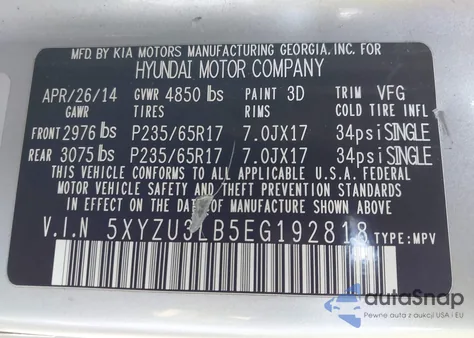 MFD. BY KIA MOTORS MANUFACTURING GEORGIA, INC. FOR
HYUNDAI MOTOR COMPANY
APR/26/14 GVWR 4850 lbs PAINT 3D TRIM VFG
GAWR TIRES RIMS COLD TIRE INFL
FRONT 2976 lbs P235/65R17 7.0JX17 34psi SINGLE
REAR 3075 lbs P235/65R17 7.0JX17 34psi SINGLE
THIS VEHICLE CONFORMS TO ALL APPLICABLE U.S.A. FEDERAL
MOTOR VEHICLE SAFETY AND THEFT PREVENTION STANDARDS
IN EFFECT ON THE DATE OF MANUFACTURE SHOWN ABOVE
V.I.N 5XYZU3LB5EG192818 TYPE: MPV
autaSnap
Pewne auta z USA i EU